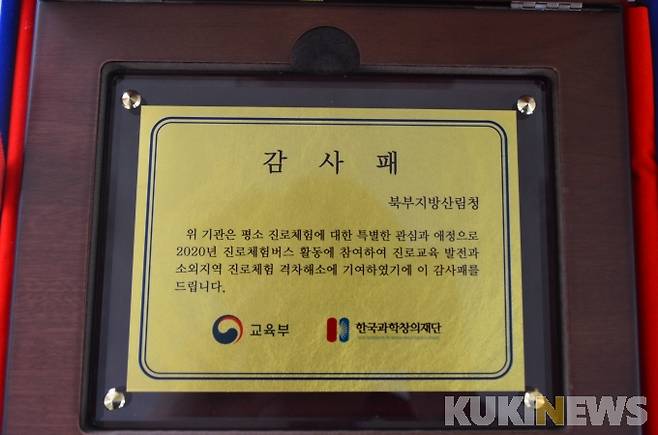 감 사 패
북부지방산림청
위 기관은 평소 진로체험에 대한 특별한 관심과 애정으로
2020년 진로체험버스 활동에 참여하여 진로교육 발전과
소외지역 진로체험 격차해소에 기여하였기에 이 감사패를
드립니다.
교육부 한국과학창의재단
KUKINEWS